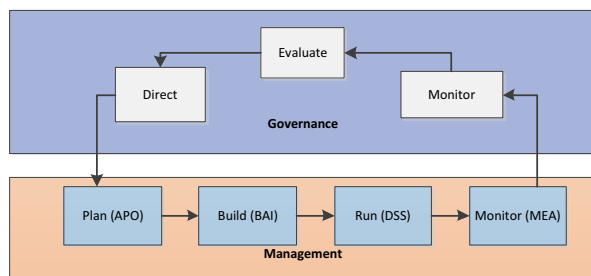 Evaluate
Direct
Monitor
Governance
Plan (APO)
Build (BAI)
Run (DSS)
Monitor (MEA)
Management